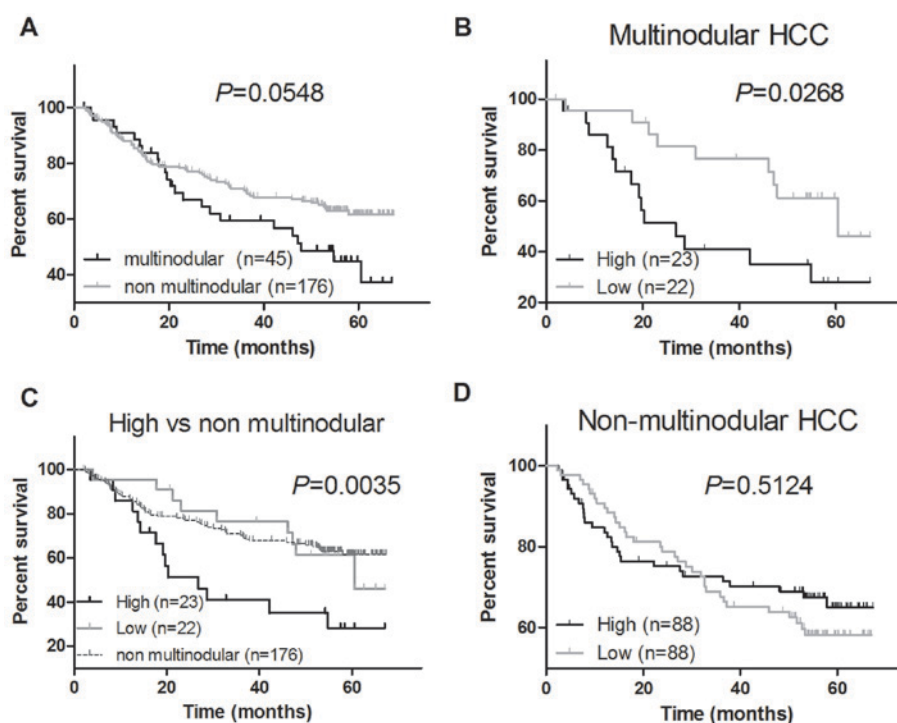 A
P=0.0548
100
80
60
40
Percent survival
multinodular (n=45)
non multinodular (n=176)
0 20 40 60
Time (months)
B
Multinodular HCC
P=0.0268
100
80
60
40
20
Percent survival
High (n=23)
Low (n=22)
0 20 40 60
Time (months)
C
High vs non multinodular
P=0.0035
100
80
60
40
20
Percent survival
High (n=23)
Low (n=22)
non multinodular (n=176)
0 20 40 60
Time (months)
D
Non-multinodular HCC
P=0.5124
100
80
60
Percent survival
High (n=88)
Low (n=88)
0 20 40 60
Time (months)